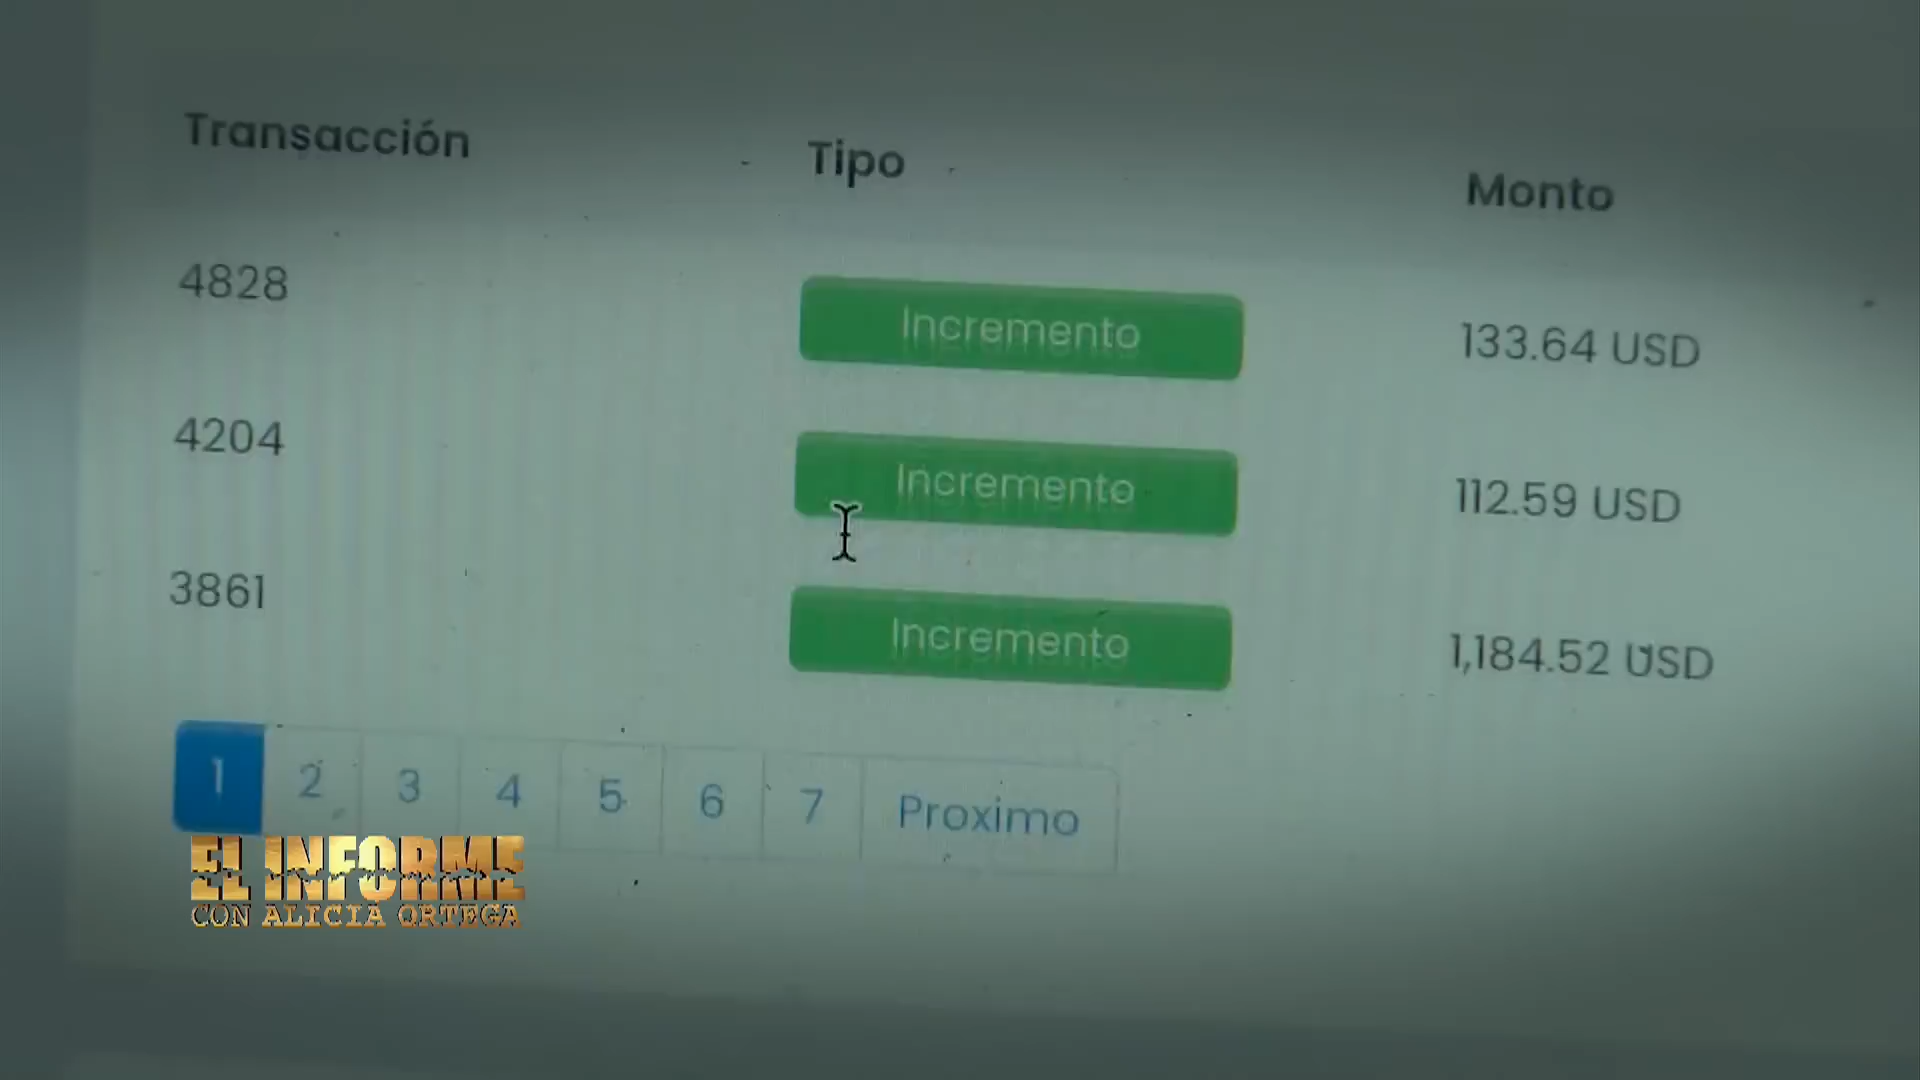 Transacción Tipo Monto
4828 Incremento 133.64 USD
4204 Incremento 112.59 USD
3861 Incremento 1,184.52 USD
1 2 3 4 5 6 7 Proximo
EL INFORME
CON ALICIA ORTEGA